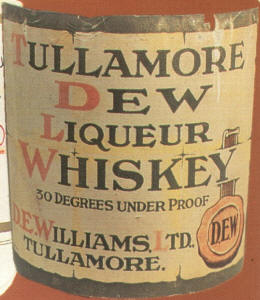 TULLAMORE
DEW
LIQUEUR
WHISKEY
30 DEGREES UNDER PROOF
D.E. WILLIAMS, LTD.,
TULLAMORE.
DEW